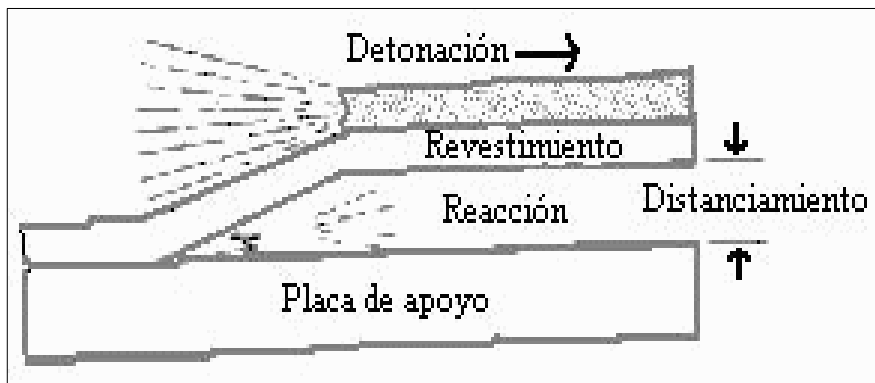 Detonación
Revestimiento
Reacción
Distanciamiento
Placa de apoyo